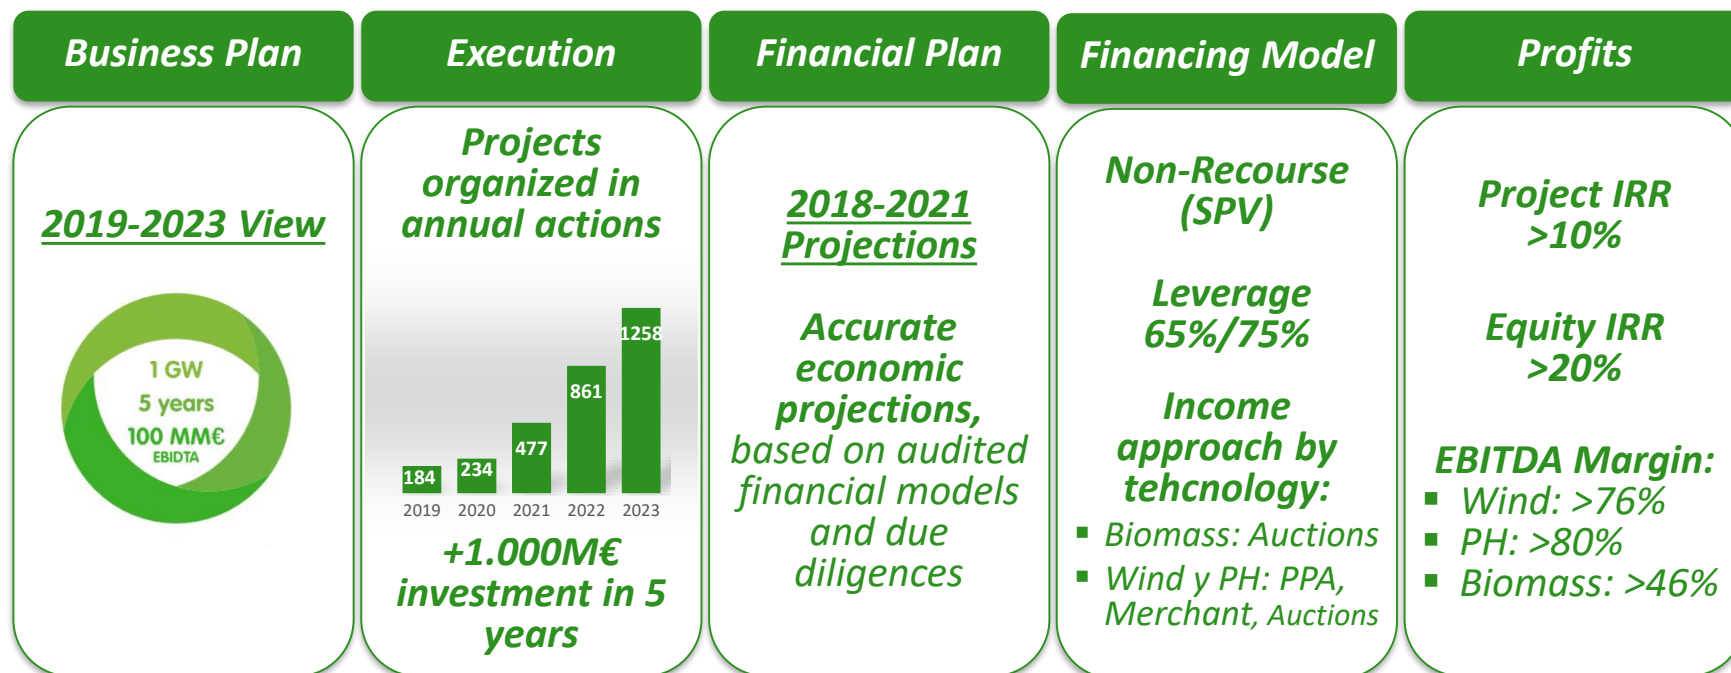 Business Plan
2019-2023 View
1 GW
5 years
100 MM€
EBIDTA
Execution
Projects
organized in
annual actions
184
234
477
861
1258
2019 2020 2021 2022 2023
+1.000M€
investment in 5
years
Financial Plan
2018-2021
Projections
Accurate
economic
projections,
based on audited
financial models
and due
diligences
Financing Model
Non-Recourse
(SPV)
Leverage
65%/75%
Income
approach by
tehcnology:
▪ Biomass: Auctions
▪ Wind y PH: PPA,
Merchant, Auctions
Profits
Project IRR
>10%
Equity IRR
>20%
EBITDA Margin:
▪ Wind: >76%
▪ PH: >80%
▪ Biomass: >46%